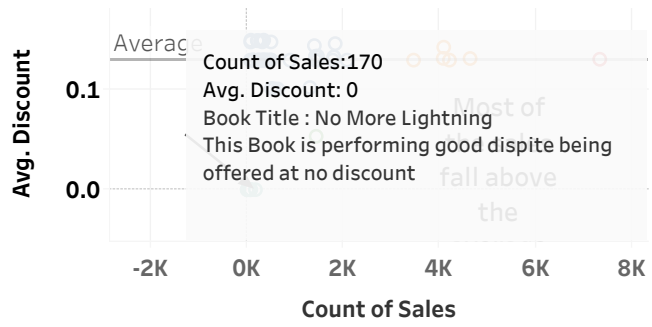 Average
Count of Sales:170
Avg. Discount: 0
Book Title : No More Lightning
This Book is performing good dispite being
offered at no discount
Most of
fall above
the
Avg. Discount
0.1
0.0
-2K 0K 2K 4K 6K 8K
Count of Sales